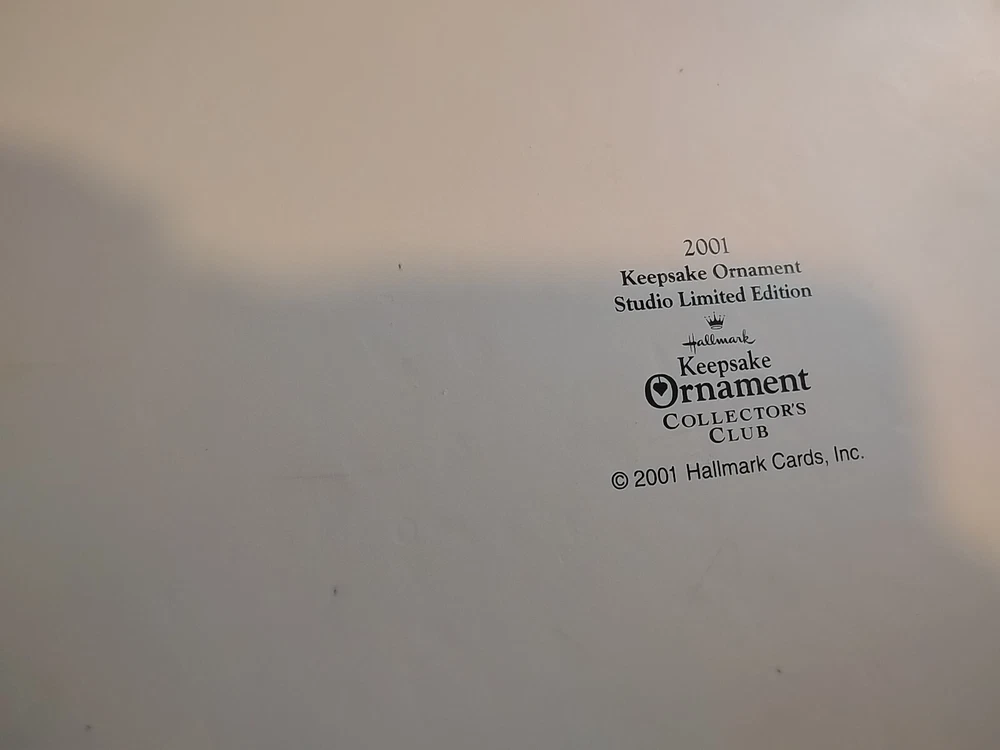 2001
Keepsake Ornament
Studio Limited Edition
Hallmark
Keepsake
Ornament
COLLECTOR'S
CLUB
© 2001 Hallmark Cards, Inc.